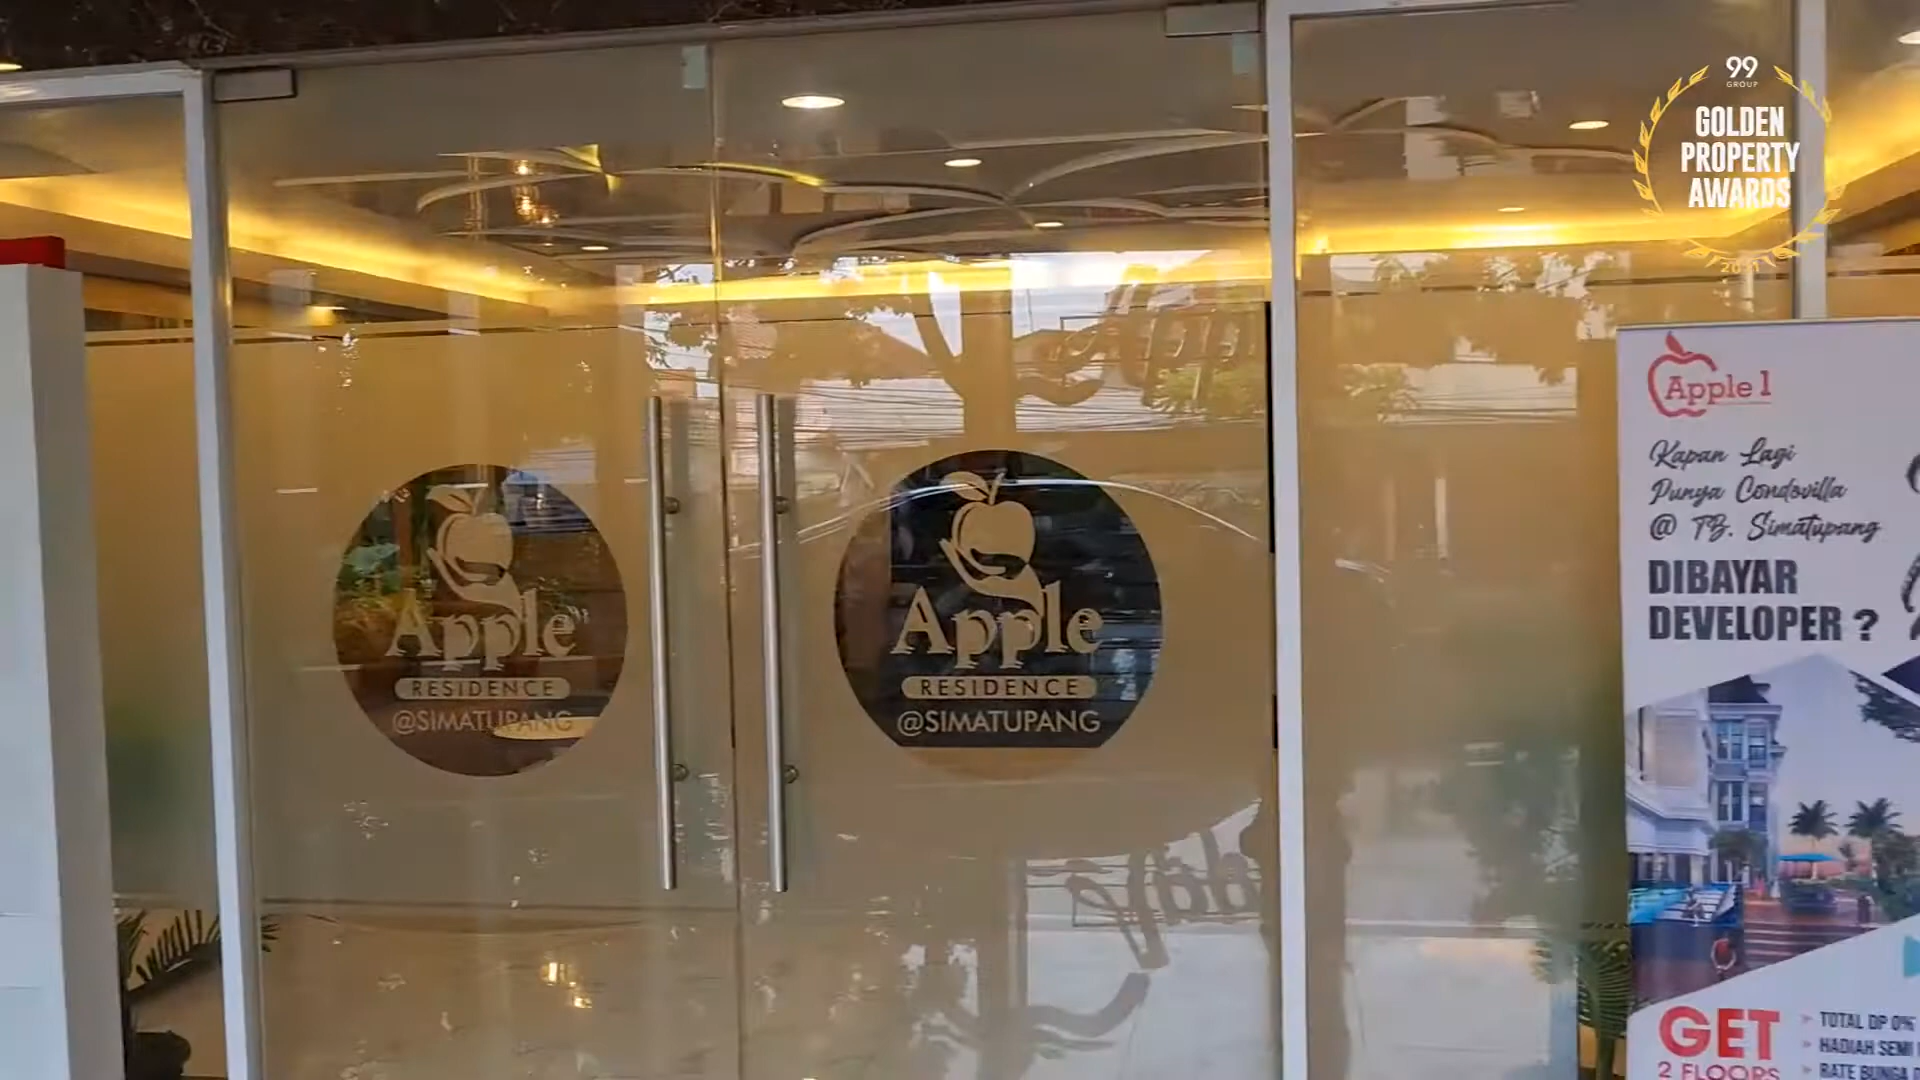 99
GROUP
GOLDEN
PROPERTY
AWARDS
Apple
RESIDENCE
@SIMATUPANG
Apple
RESIDENCE
@SIMATUPANG
Apple 1
Kapan Lagi
Punya Condovilla
@ TB. Simatupang
DIBAYAR
DEVELOPER ?
GET
2 FLOORS
TOTAL DP 0%
HADIAH SEMI
RATE BUNGA